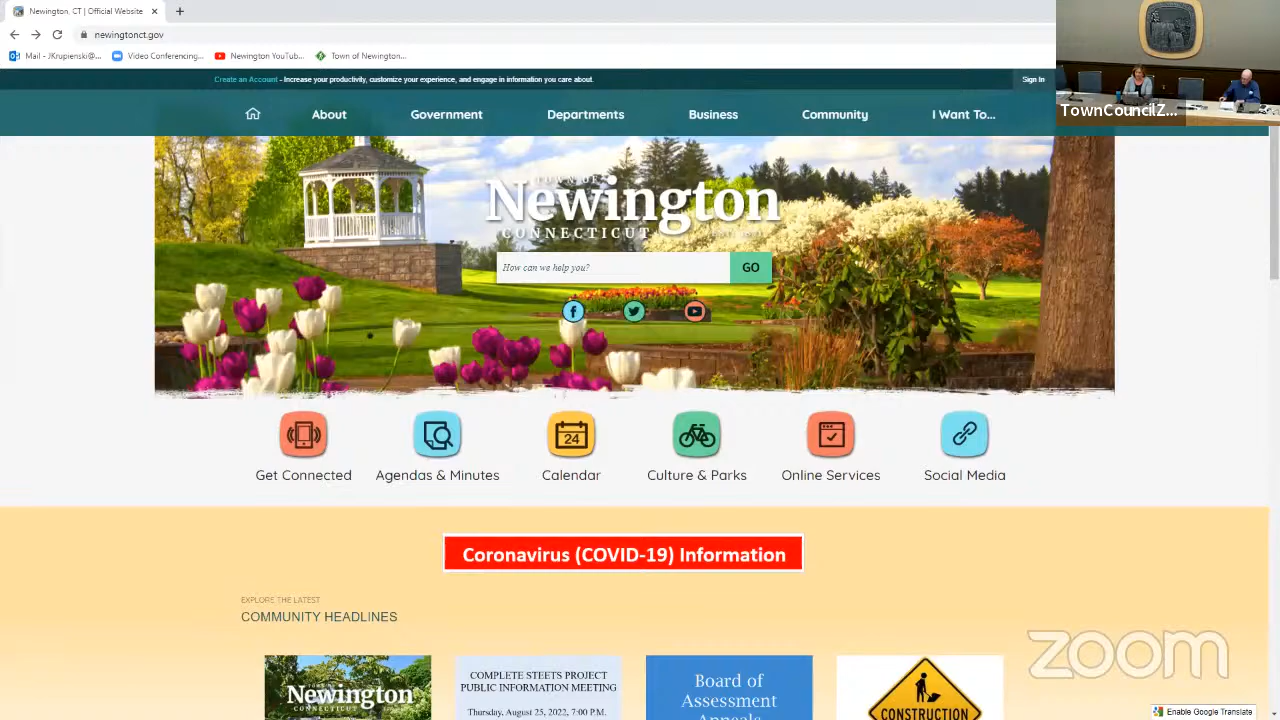 Newington, CT | Official Website
newingtonct.gov
Mail - JKrupienski@...
Video Conferencing...
Newington YouTub...
Town of Newington...
Create an Account - Increase your productivity, customize your experience, and engage in information you care about.
Sign In
About
Government
Departments
Business
Community
I Want To...
TownCouncilZ...
TOWN OF
Newington
CONNECTICUT
How can we help you?
GO
24
Get Connected
Agendas & Minutes
Calendar
Culture & Parks
Online Services
Social Media
Coronavirus (COVID-19) Information
EXPLORE THE LATEST
COMMUNITY HEADLINES
Newington
CONNECTICUT
COMPLETE STEETS PROJECT
PUBLIC INFORMATION MEETING
Thursday, August 25, 2022, 7:00 P.M.
Board of
Assessment
Appeals
CONSTRUCTION
zoom
Enable Google Translate